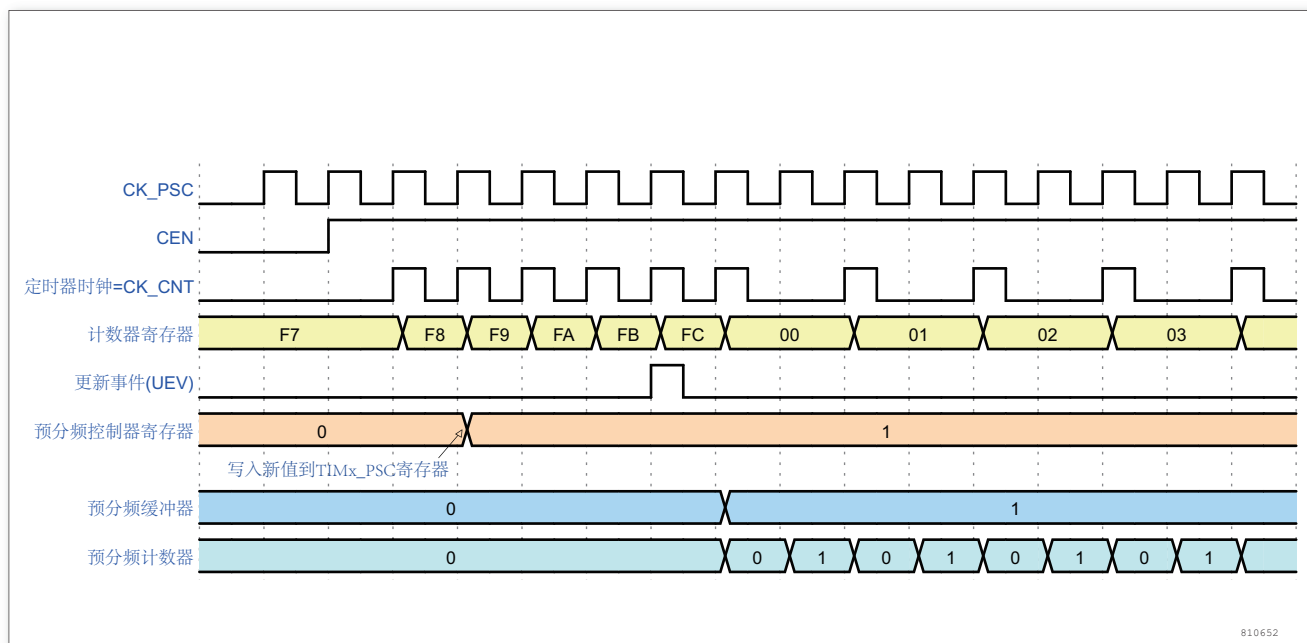 CK_PSC
CEN
定时器时钟=CK_CNT
计数器寄存器 F7 F8 F9 FA FB FC 00 01 02 03
更新事件(UEV)
预分频控制器寄存器 0 1
写入新值到TIMx_PSC寄存器
预分频缓冲器 0 1
预分频计数器 0 0 1 0 1 0 1 0 1
810652